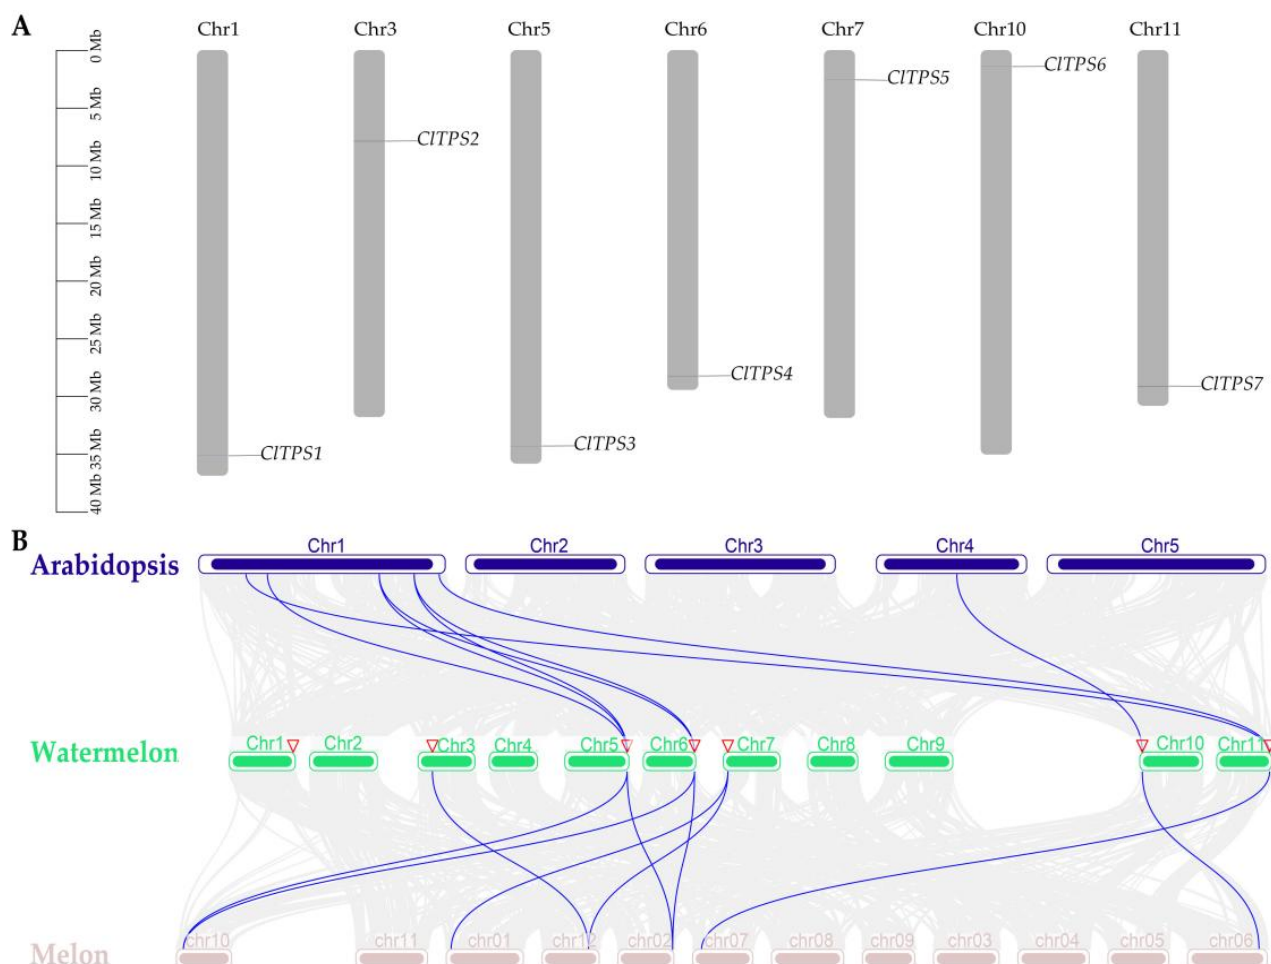 A
Chr1 Chr3 Chr5 Chr6 Chr7 Chr10 Chr11
0 Mb
5 Mb
10 Mb
15 Mb
20 Mb
25 Mb
30 Mb
35 Mb
40 Mb
ClTPS6
ClTPS5
ClTPS2
ClTPS4
ClTPS7
ClTPS3
ClTPS1
B
Chr1 Chr2 Chr3 Chr4 Chr5
Arabidopsis
Chr1 Chr2 Chr3 Chr4 Chr5 Chr6 Chr7 Chr8 Chr9 Chr10 Chr11
Watermelon
chr10 chr11 chr01 chr12 chr02 chr07 chr08 chr09 chr03 chr04 chr05 chr06
Melon